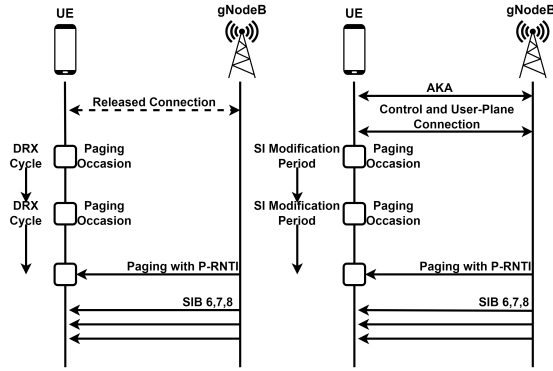 UE
gNodeB
Released Connection
DRX
Cycle
Paging
Occasion
DRX
Cycle
Paging
Occasion
Paging with P-RNTI
SIB 6,7,8
UE
gNodeB
AKA
Control and User-Plane
Connection
SI Modification
Period
Paging
Occasion
SI Modification
Period
Paging
Occasion
Paging with P-RNTI
SIB 6,7,8